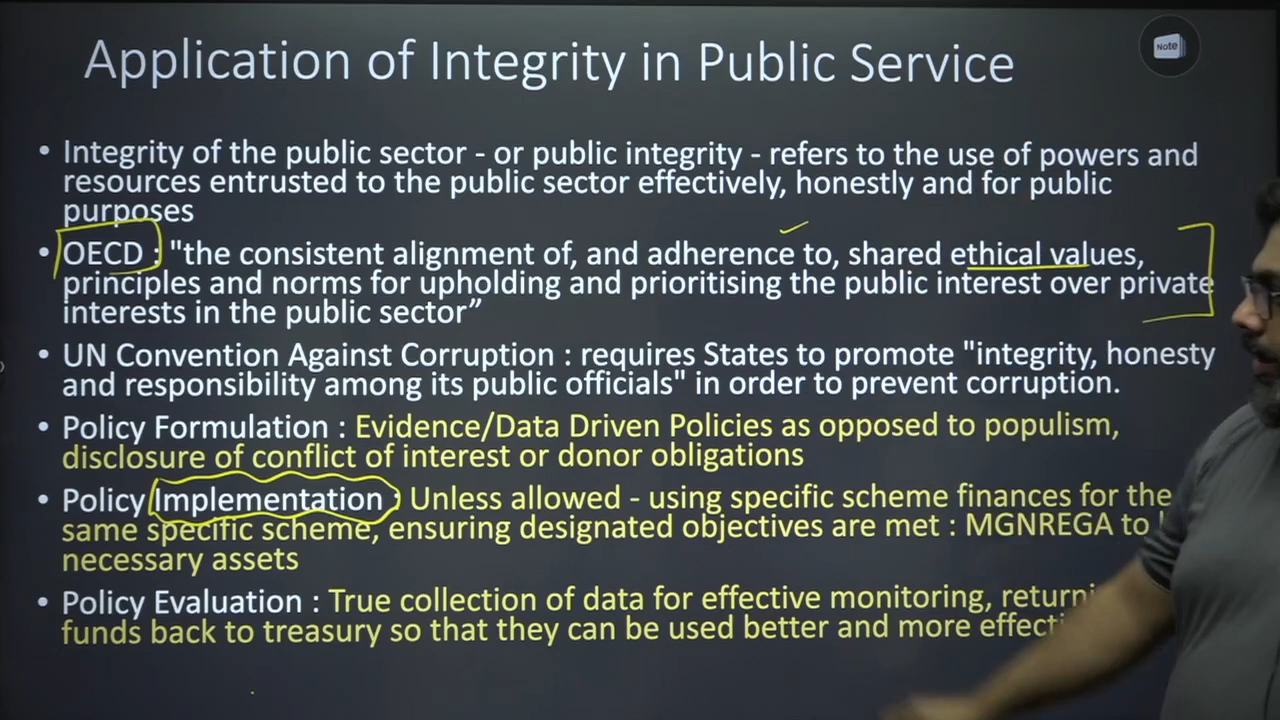 Application of Integrity in Public Service
Note
• Integrity of the public sector - or public integrity - refers to the use of powers and
resources entrusted to the public sector effectively, honestly and for public
purposes
• OECD : "the consistent alignment of, and adherence to, shared ethical values,
principles and norms for upholding and prioritising the public interest over private
interests in the public sector”
• UN Convention Against Corruption : requires States to promote "integrity, honesty
and responsibility among its public officials" in order to prevent corruption.
• Policy Formulation : Evidence/Data Driven Policies as opposed to populism,
disclosure of conflict of interest or donor obligations
• Policy Implementation : Unless allowed - using specific scheme finances for the
same specific scheme, ensuring designated objectives are met : MGNREGA to
necessary assets
• Policy Evaluation : True collection of data for effective monitoring,
funds back to treasury so that they can be used better and more